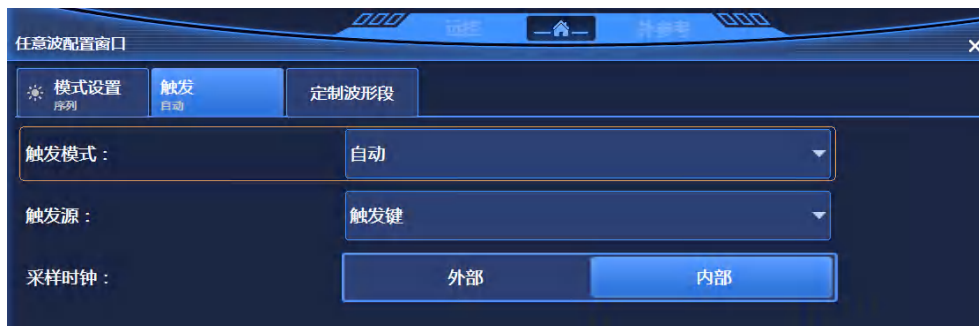 远控 外参考
任意波配置窗口
模式设置 触发 定制波形段
序列 自动
触发模式： 自动
触发源： 触发键
采样时钟： 外部 内部